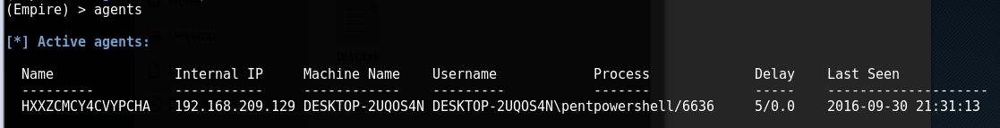 (Empire) > agents
[*] Active agents:
Name Internal IP Machine Name Username Process Delay Last Seen
--------- ----------- ------------ --------- ------- ----- --------------------
HXXZCMCY4CVYPCHA 192.168.209.129 DESKTOP-2UQOS4N DESKTOP-2UQOS4N\pentpowershell/6636 5/0.0 2016-09-30 21:31:13